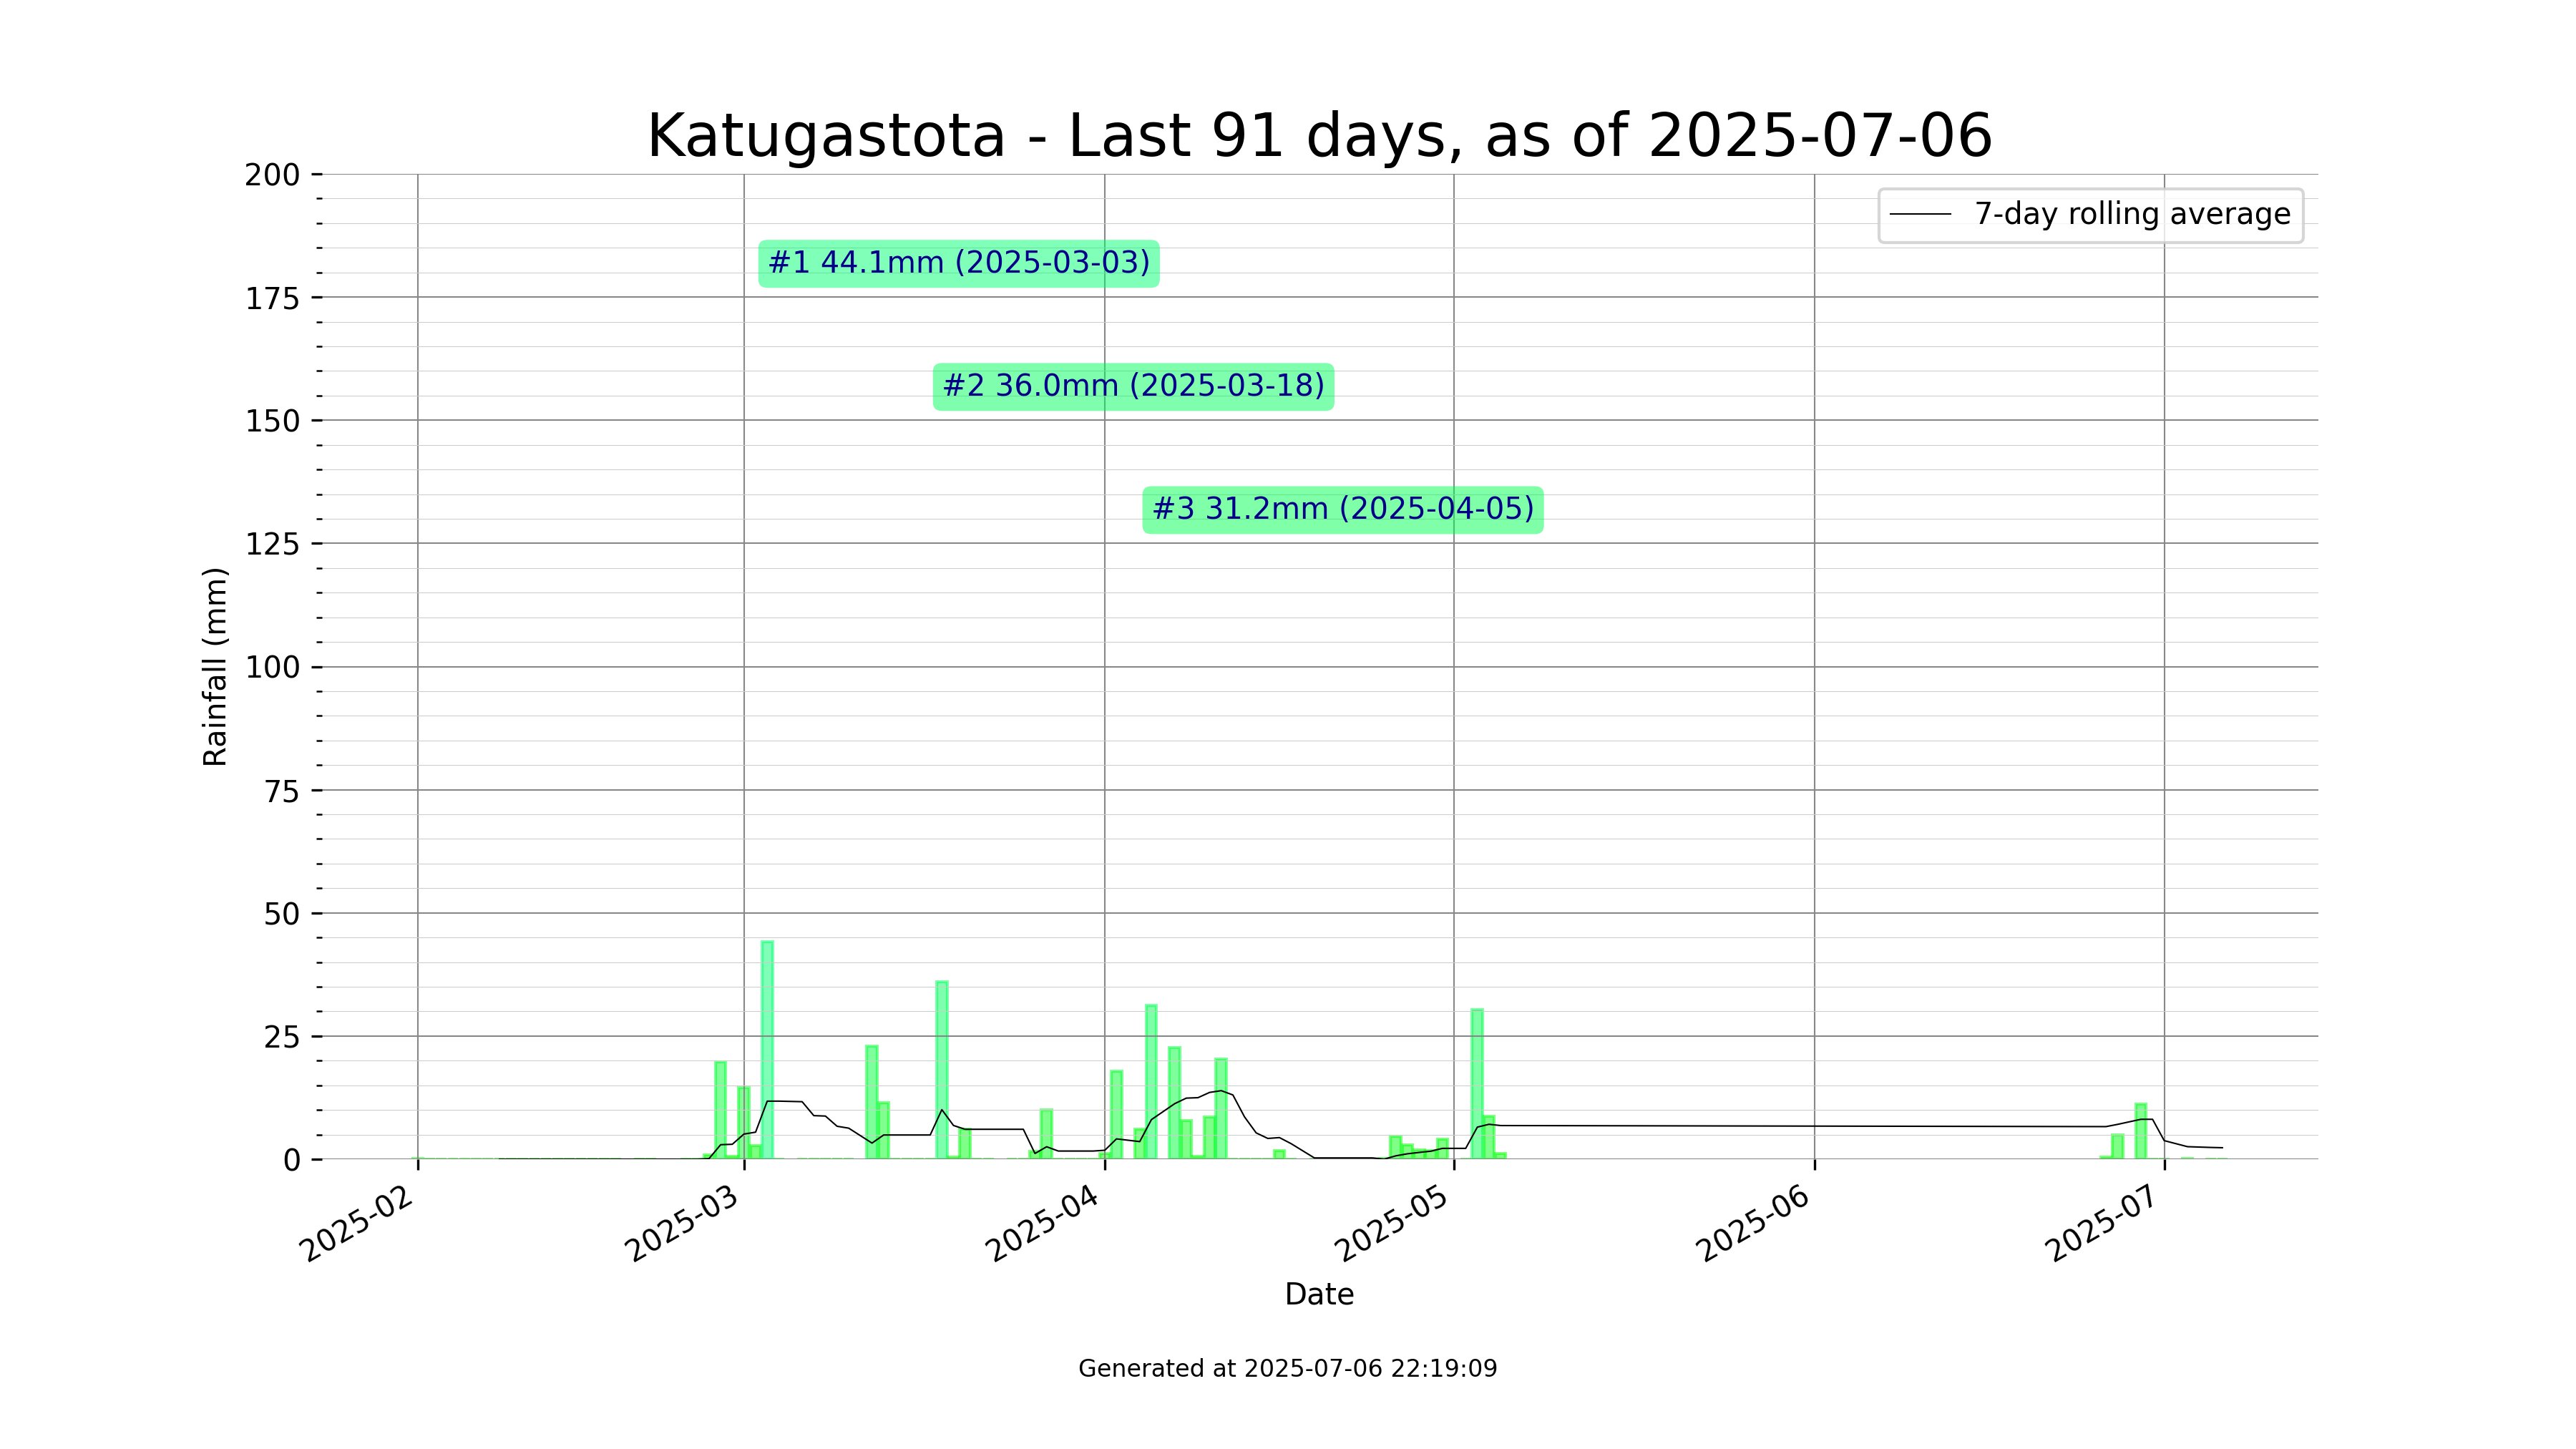 Katugastota - Last 91 days, as of 2025-07-06
200
175
150
125
100
75
50
25
0
Rainfall (mm)
7-day rolling average
#1 44.1mm (2025-03-03)
#2 36.0mm (2025-03-18)
#3 31.2mm (2025-04-05)
2025-02
2025-03
2025-04
2025-05
2025-06
2025-07
Date
Generated at 2025-07-06 22:19:09